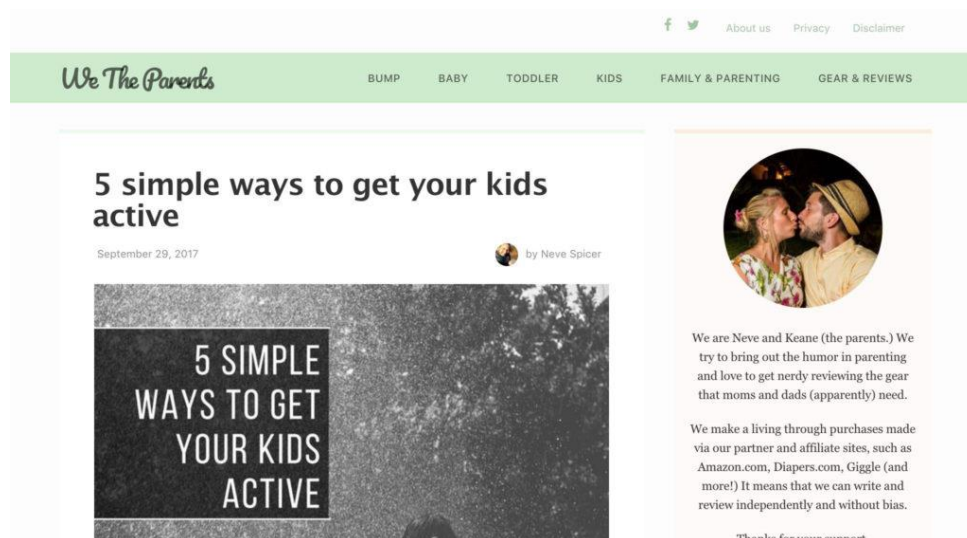 About us Privacy Disclaimer
We The Parents
BUMP BABY TODDLER KIDS FAMILY & PARENTING GEAR & REVIEWS
5 simple ways to get your kids
active
September 29, 2017
by Neve Spicer
5 SIMPLE
WAYS TO GET
YOUR KIDS
ACTIVE
We are Neve and Keane (the parents.) We
try to bring out the humor in parenting
and love to get nerdy reviewing the gear
that moms and dads (apparently) need.
We make a living through purchases made
via our partner and affiliate sites, such as
Amazon.com, Diapers.com, Giggle (and
more!) It means that we can write and
review independently and without bias.
Thanks for your support